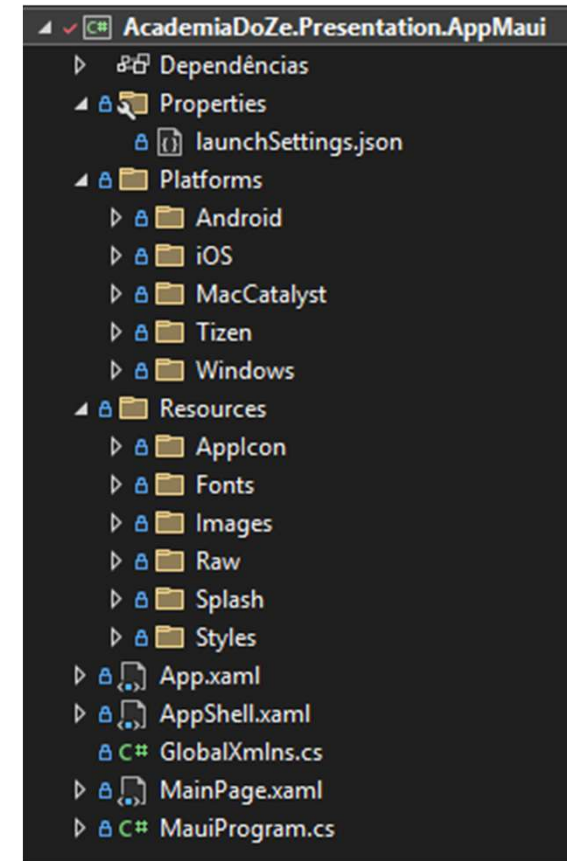 C# AcademiaDoZe.Presentation.AppMaui
Dependências
Properties
launchSettings.json
Platforms
Android
iOS
MacCatalyst
Tizen
Windows
Resources
AppIcon
Fonts
Images
Raw
Splash
Styles
App.xaml
AppShell.xaml
C# GlobalXmlns.cs
MainPage.xaml
C# MauiProgram.cs